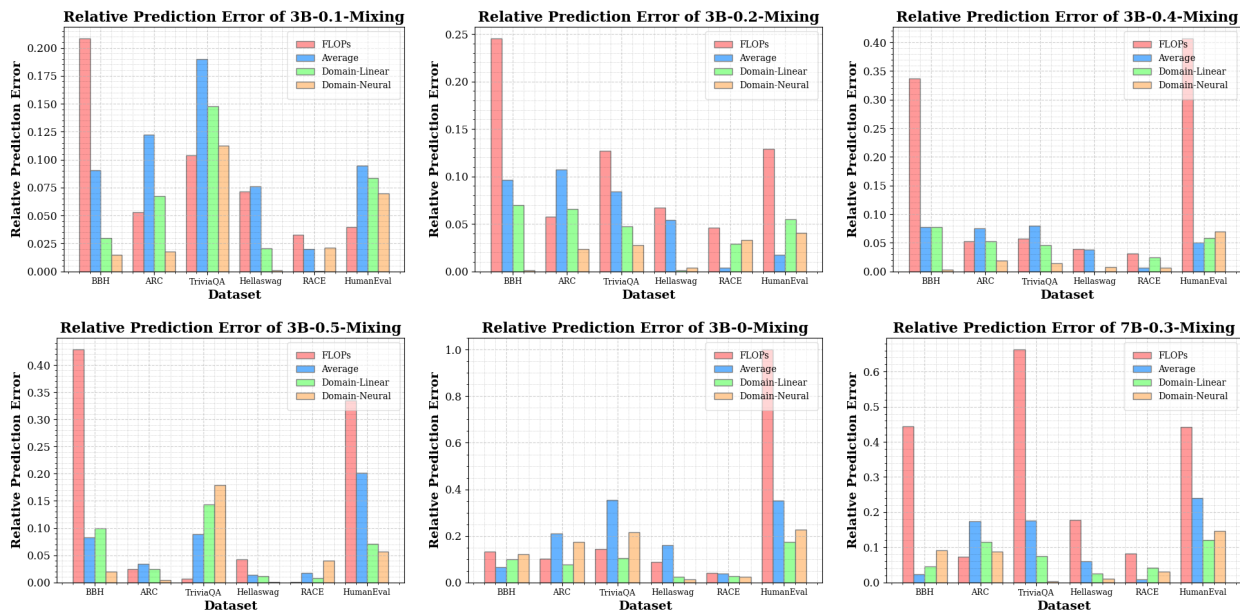 Relative Prediction Error of 3B-0.1-Mixing
Relative Prediction Error
0.200
0.175
0.150
0.125
0.100
0.075
0.050
0.025
0.000
FLOPs
Average
Domain-Linear
Domain-Neural
BBH ARC TriviaQA Hellaswag RACE HumanEval
Dataset
Relative Prediction Error of 3B-0.2-Mixing
Relative Prediction Error
0.25
0.20
0.15
0.10
0.05
0.00
FLOPs
Average
Domain-Linear
Domain-Neural
BBH ARC TriviaQA Hellaswag RACE HumanEval
Dataset
Relative Prediction Error of 3B-0.4-Mixing
Relative Prediction Error
0.40
0.35
0.30
0.25
0.20
0.15
0.10
0.05
0.00
FLOPs
Average
Domain-Linear
Domain-Neural
BBH ARC TriviaQA Hellaswag RACE HumanEval
Dataset
Relative Prediction Error of 3B-0.5-Mixing
Relative Prediction Error
0.40
0.35
0.30
0.25
0.20
0.15
0.10
0.05
0.00
FLOPs
Average
Domain-Linear
Domain-Neural
BBH ARC TriviaQA Hellaswag RACE HumanEval
Dataset
Relative Prediction Error of 3B-0-Mixing
Relative Prediction Error
1.0
0.8
0.6
0.4
0.2
0.0
FLOPs
Average
Domain-Linear
Domain-Neural
BBH ARC TriviaQA Hellaswag RACE HumanEval
Dataset
Relative Prediction Error of 7B-0.3-Mixing
Relative Prediction Error
0.6
0.5
0.4
0.3
0.2
0.1
0.0
FLOPs
Average
Domain-Linear
Domain-Neural
BBH ARC TriviaQA Hellaswag RACE HumanEval
Dataset